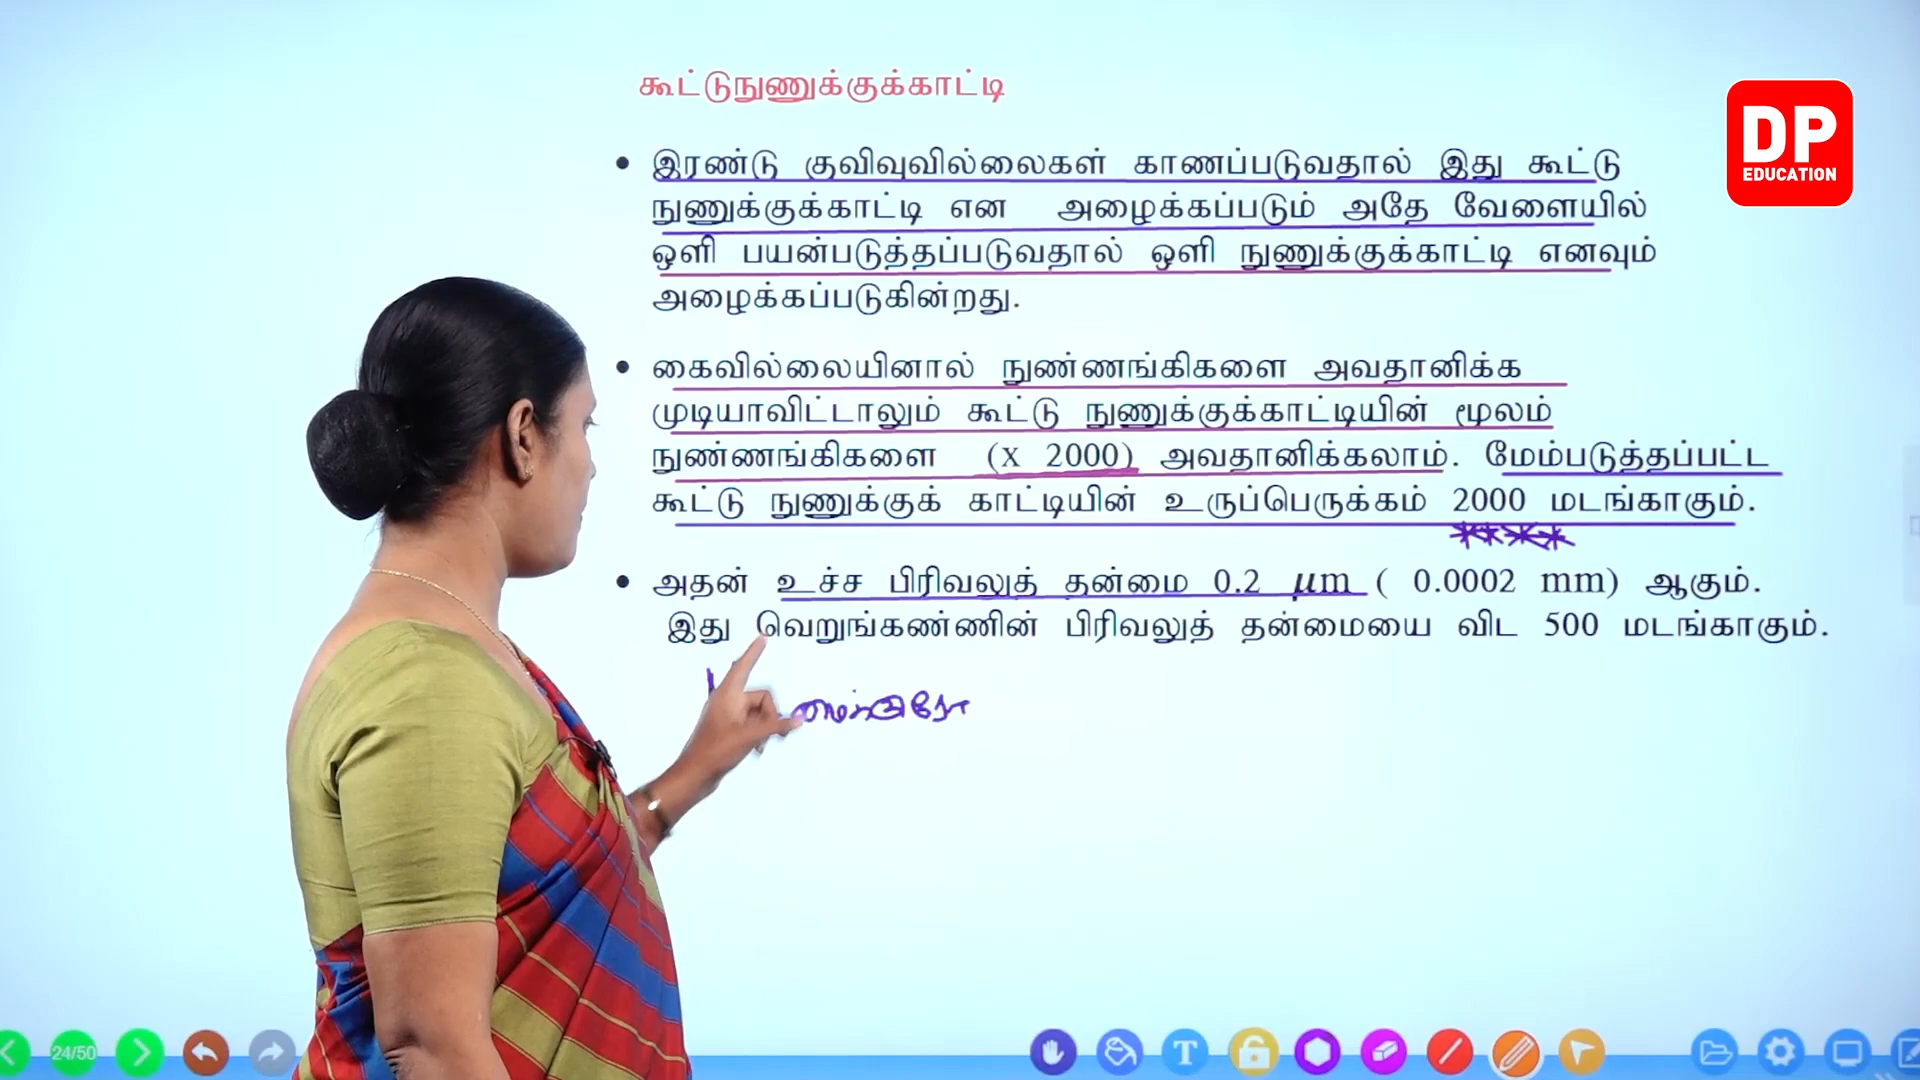 கூட்டுநுணுக்குக்காட்டி
DP
EDUCATION
• இரண்டு குவிவுவில்லைகள் காணப்படுவதால் இது கூட்டு
நுணுக்குக்காட்டி என அழைக்கப்படும் அதே வேளையில்
ஒளி பயன்படுத்தப்படுவதால் ஒளி நுணுக்குக்காட்டி எனவும்
அழைக்கப்படுகின்றது.
• கைவில்லையினால் நுண்ணங்கிகளை அவதானிக்க
முடியாவிட்டாலும் கூட்டு நுணுக்குக்காட்டியின் மூலம்
நுண்ணங்கிகளை (x 2000) அவதானிக்கலாம். மேம்படுத்தப்பட்ட
கூட்டு நுணுக்குக் காட்டியின் உருப்பெருக்கம் 2000 மடங்காகும்.
• அதன் உச்ச பிரிவலுத் தன்மை 0.2 µm ( 0.0002 mm) ஆகும்.
இது வெறுங்கண்ணின் பிரிவலுத் தன்மையை விட 500 மடங்காகும்.
மைக்குரோ
24/50
T